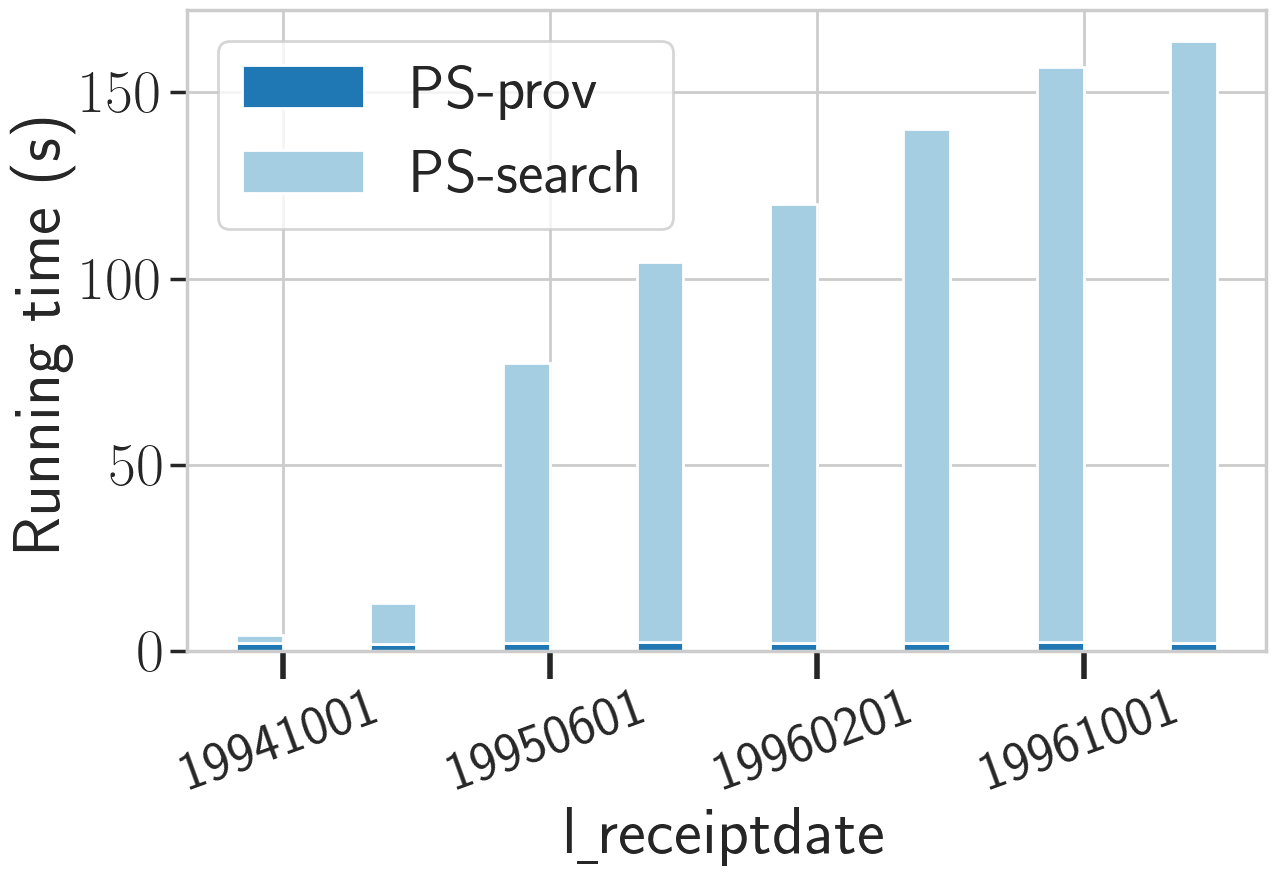 PS-prov
PS-search
Running time (s)
150
100
50
0
19941001
19950601
19960201
19961001
l_receiptdate